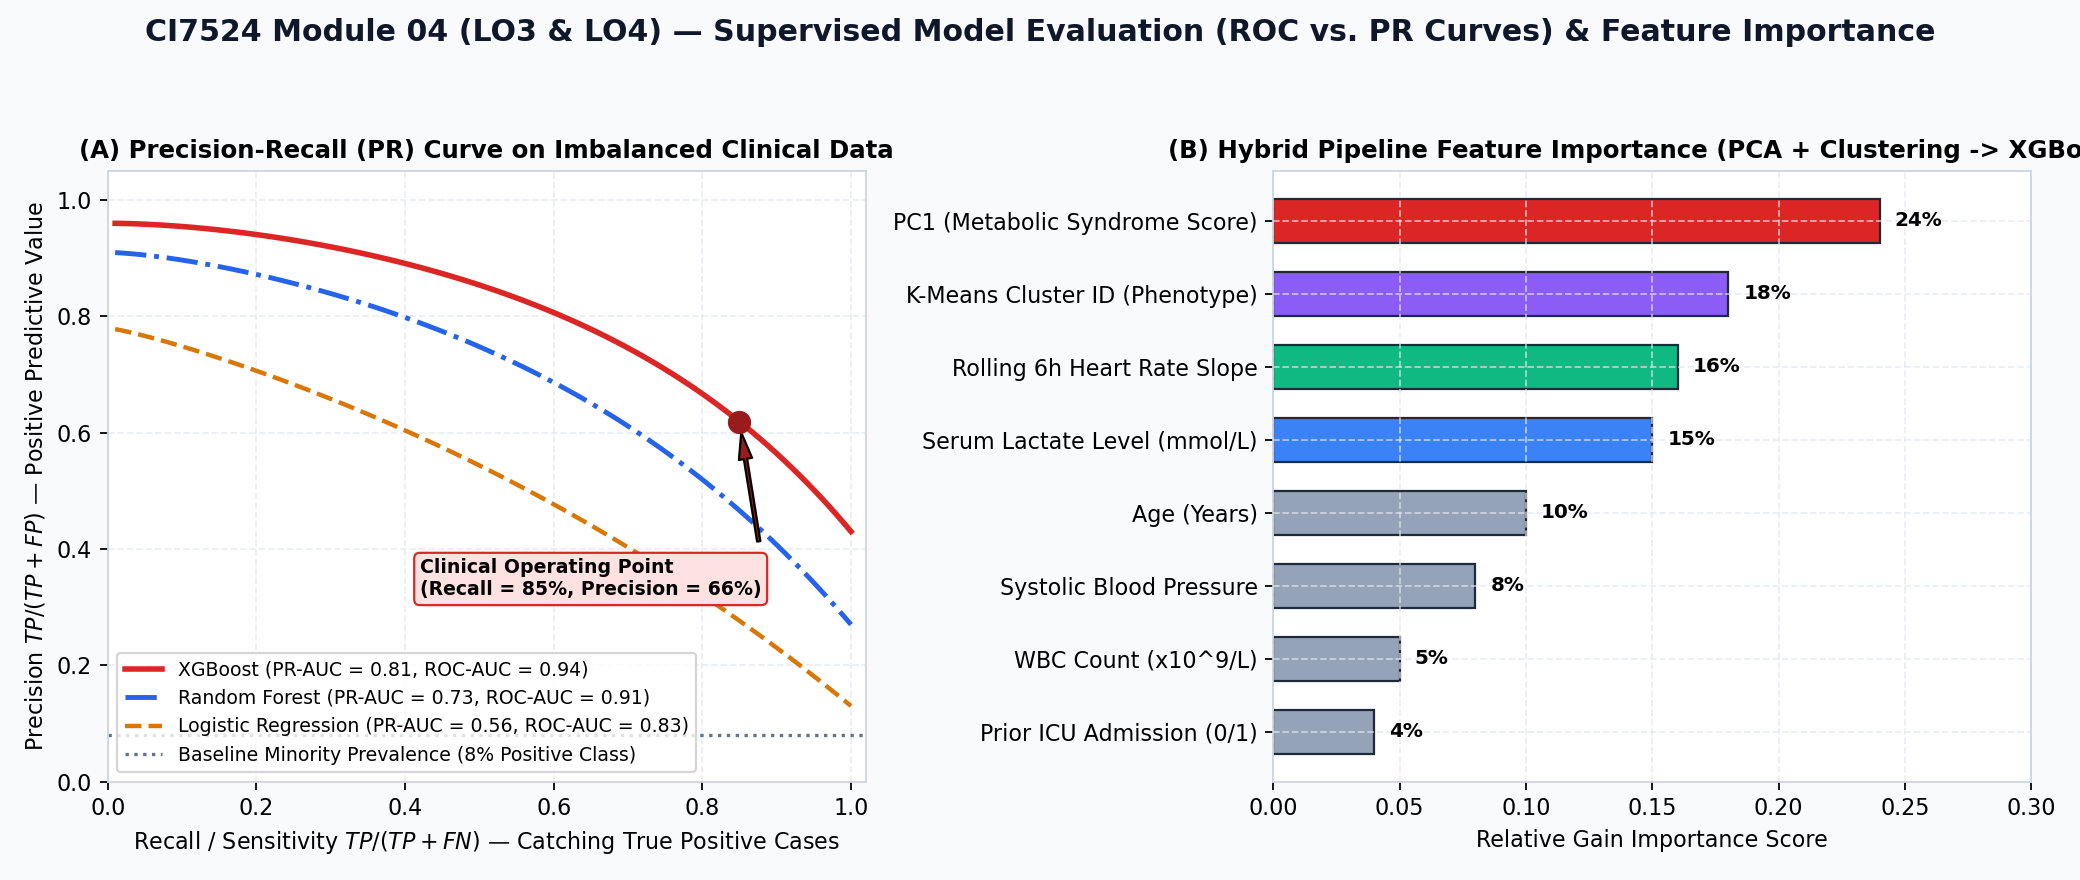 CI7524 Module 04 (LO3 & LO4) — Supervised Model Evaluation (ROC vs. PR Curves) & Feature Importance
(A) Precision-Recall (PR) Curve on Imbalanced Clinical Data
Precision TP/(TP + FP) — Positive Predictive Value
1.0
0.8
0.6
0.4
0.2
0.0
Clinical Operating Point
(Recall = 85%, Precision = 66%)
XGBoost (PR-AUC = 0.81, ROC-AUC = 0.94)
Random Forest (PR-AUC = 0.73, ROC-AUC = 0.91)
Logistic Regression (PR-AUC = 0.56, ROC-AUC = 0.83)
Baseline Minority Prevalence (8% Positive Class)
0.0 0.2 0.4 0.6 0.8 1.0
Recall / Sensitivity TP/(TP + FN) — Catching True Positive Cases
(B) Hybrid Pipeline Feature Importance (PCA + Clustering -> XGBo
PC1 (Metabolic Syndrome Score) 24%
K-Means Cluster ID (Phenotype) 18%
Rolling 6h Heart Rate Slope 16%
Serum Lactate Level (mmol/L) 15%
Age (Years) 10%
Systolic Blood Pressure 8%
WBC Count (x10^9/L) 5%
Prior ICU Admission (0/1) 4%
0.00 0.05 0.10 0.15 0.20 0.25 0.30
Relative Gain Importance Score